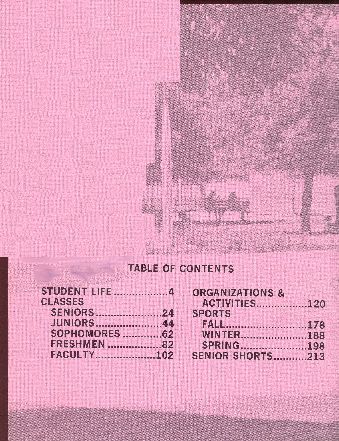 TABLE OF CONTENTS
STUDENT LIFE...............4
CLASSES
SENIORS..................24
JUNIORS..................44
SOPHOMORES...........62
FRESHMEN...............82
FACULTY.................102
ORGANIZATIONS &
ACTIVITIES..............120
SPORTS
FALL.......................178
WINTER..................188
SPRING...................198
SENIOR SHORTS..........213